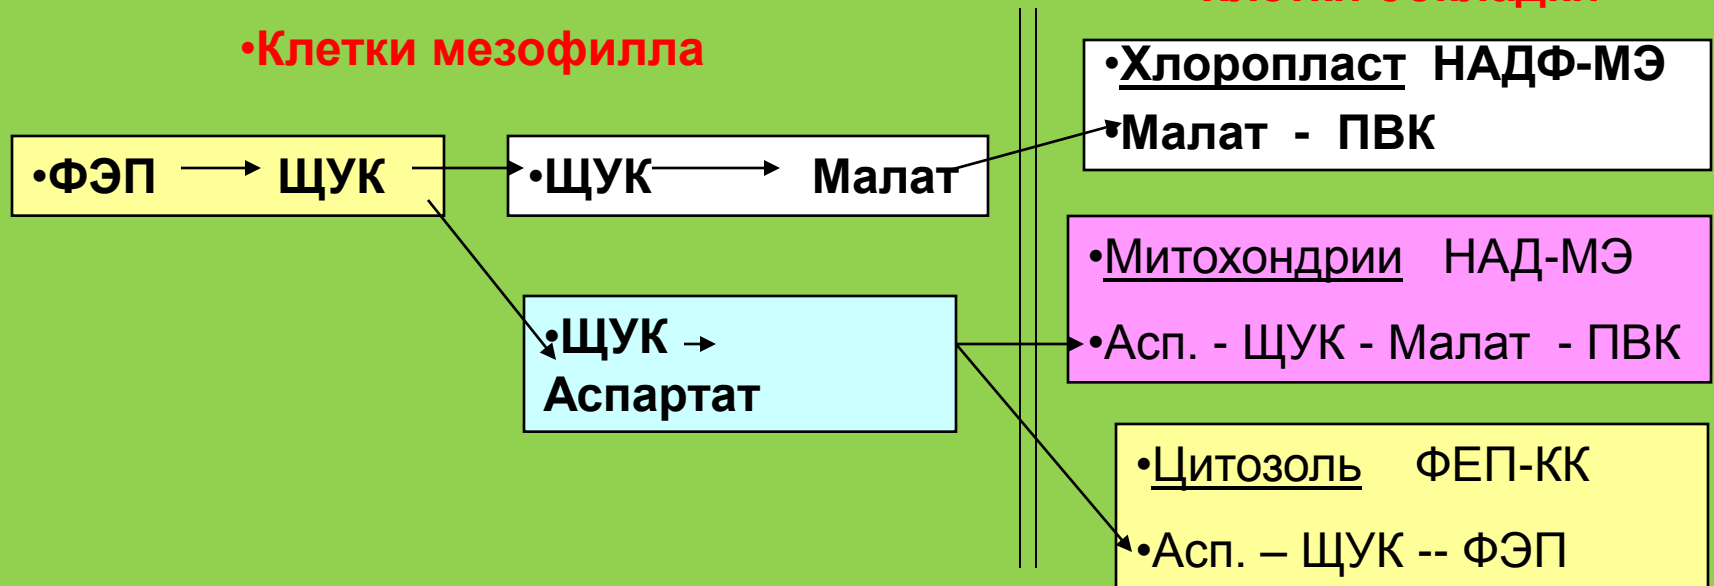 •Клетки мезофилла
•Хлоропласт НАДФ-МЭ
•Малат - ПВК
•ФЭП ЩУК
•ЩУК Малат
•Митохондрии НАД-МЭ
•Асп. - ЩУК - Малат - ПВК
•ЩУК
Аспартат
•Цитозоль ФЕП-КК
•Асп. – ЩУК -- ФЭП